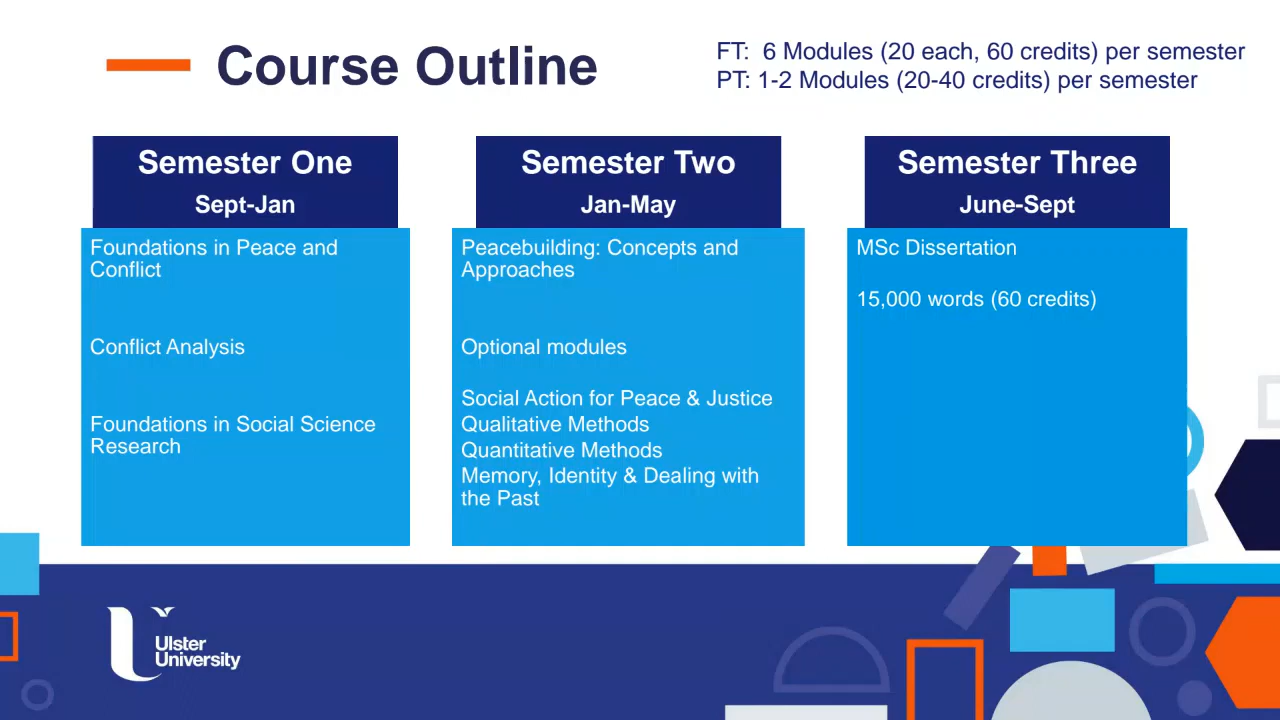 Course Outline
FT:  6 Modules (20 each, 60 credits) per semester
PT: 1-2 Modules (20-40 credits) per semester
Semester One
Sept-Jan
Foundations in Peace and
Conflict
Conflict Analysis
Foundations in Social Science
Research
Semester Two
Jan-May
Peacebuilding: Concepts and
Approaches
Optional modules
Social Action for Peace & Justice
Qualitative Methods
Quantitative Methods
Memory, Identity & Dealing with
the Past
Semester Three
June-Sept
MSc Dissertation
15,000 words (60 credits)
Ulster
University